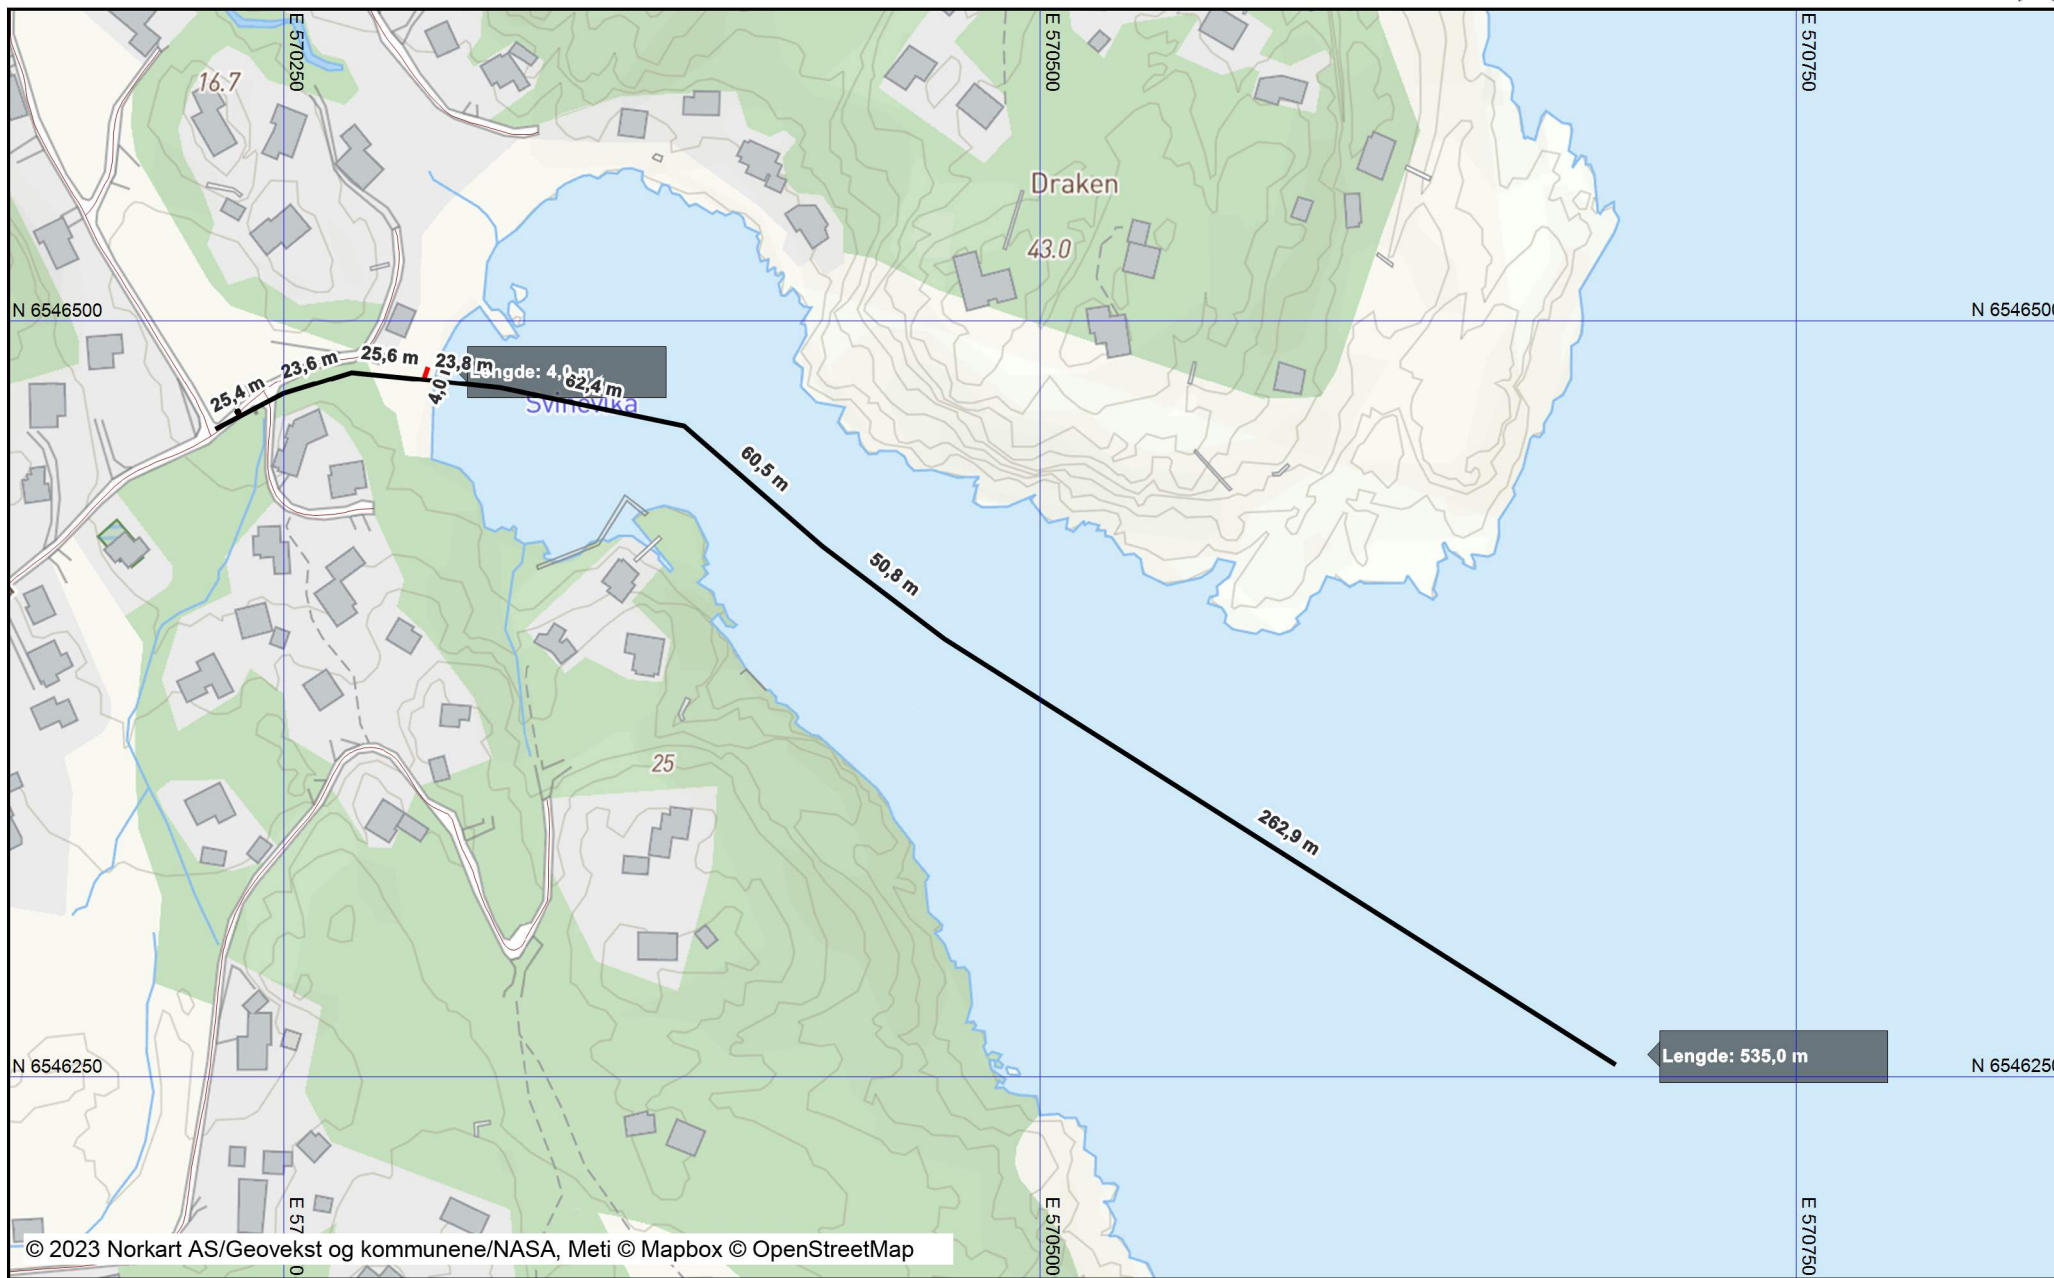 E 570250
E 570500
E 570750
16.7
Draken
43.0
N 6546500
N 6546500
25,4 m
23,6 m
25,6 m
23,8 m
Lengde: 4,0 m
62,4 m
Svinevika
60,5 m
50,8 m
25
262,9 m
Lengde: 535,0 m
N 6546250
N 6546250
E 570500
E 570750
© 2023 Norkart AS/Geovekst og kommunene/NASA, Meti © Mapbox © OpenStreetMap